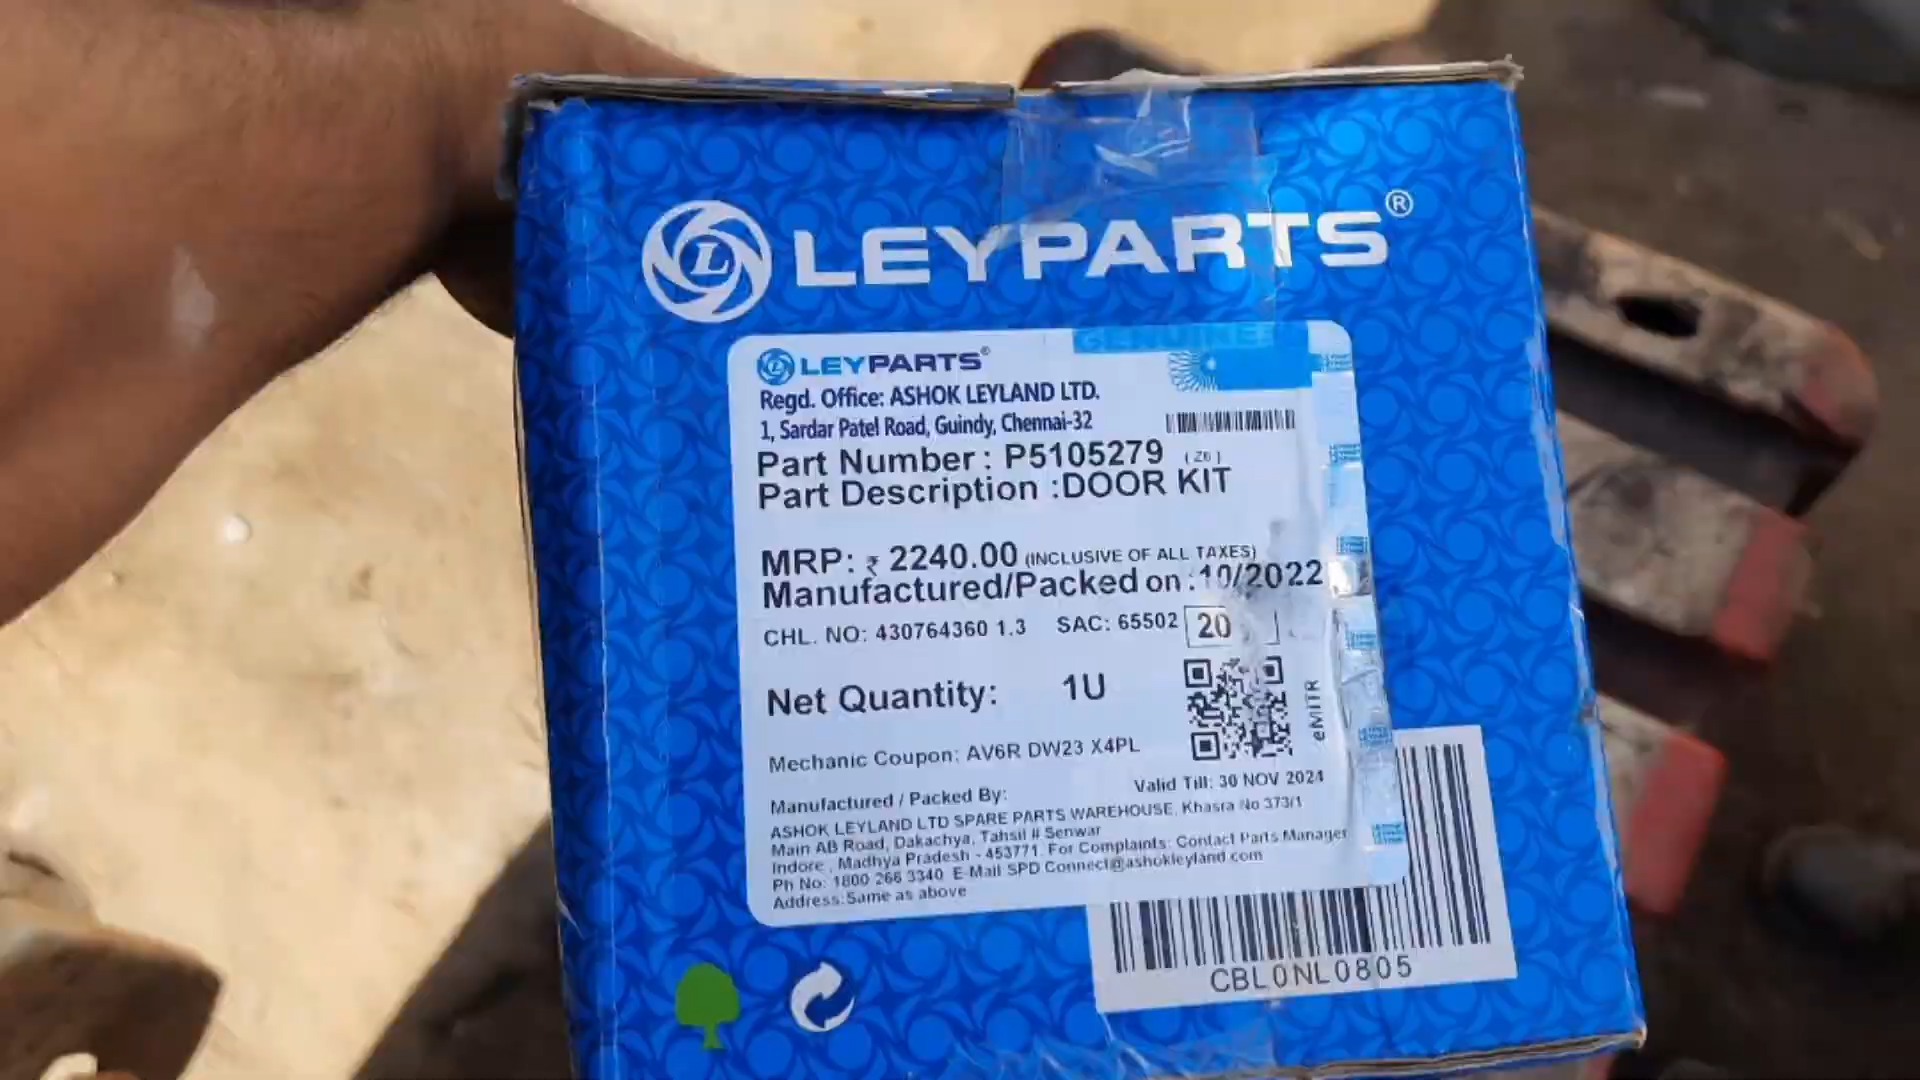 LEYPARTS®
GENUINE
LEYPARTS®
Regd. Office: ASHOK LEYLAND LTD.
1, Sardar Patel Road, Guindy, Chennai-32
Part Number : P5105279 (Z6)
Part Description :DOOR KIT
MRP: ₹ 2240.00 (INCLUSIVE OF ALL TAXES)
Manufactured/Packed on :10/2022
CHL. NO: 430764360 1.3 SAC: 65502 20
Net Quantity: 1U
eMITR
Mechanic Coupon: AV6R DW23 X4PL
Valid Till: 30 NOV 2024
Manufactured / Packed By:
ASHOK LEYLAND LTD SPARE PARTS WAREHOUSE, Khasra No 373/1
Main AB Road, Dakachya, Tahsil # Senwar
Indore , Madhya Pradesh - 453771. For Complaints: Contact Parts Manager
Ph No: 1800 266 3340 E-Mail SPD Connect@ashokleyland.com
Address:Same as above
CBL0NL0805